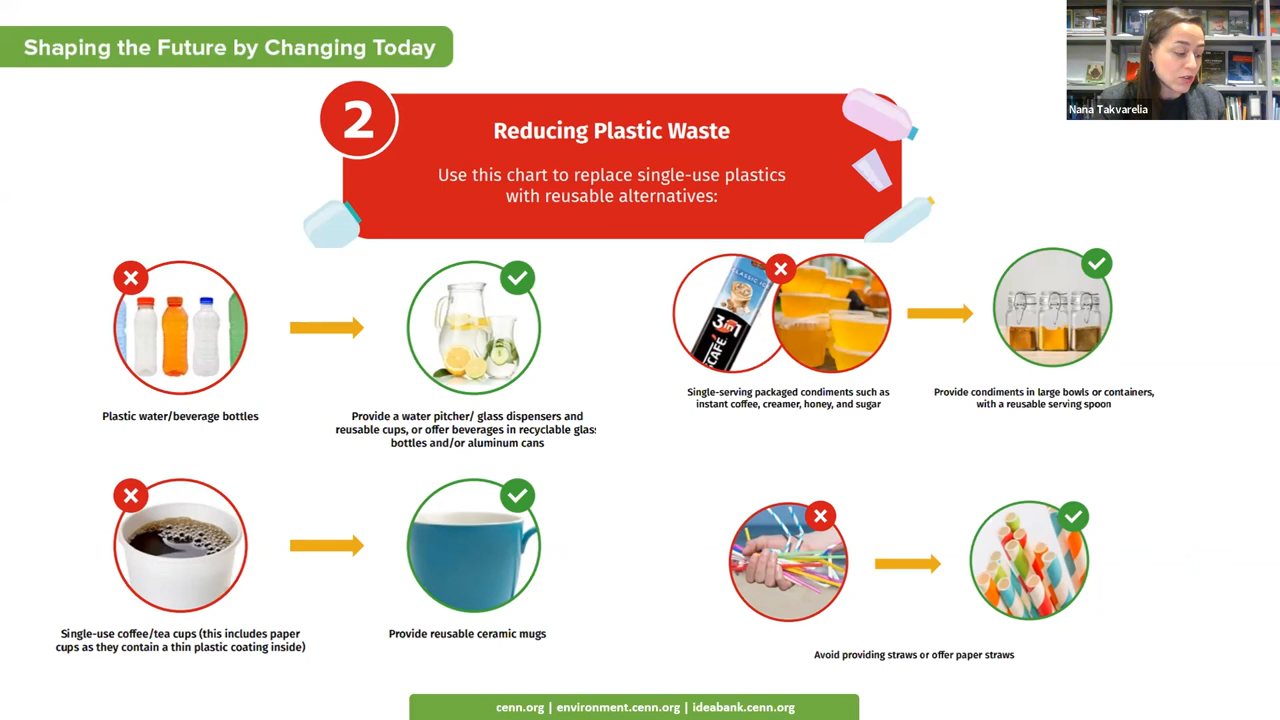 Shaping the Future by Changing Today
Nana Takvarelia
2
Reducing Plastic Waste
Use this chart to replace single-use plastics
with reusable alternatives:
CLASSIC
3in1
CAFÉ
Plastic water/beverage bottles
Provide a water pitcher/ glass dispensers and
reusable cups, or offer beverages in recyclable glass
bottles and/or aluminum cans
Single-serving packaged condiments such as
instant coffee, creamer, honey, and sugar
Provide condiments in large bowls or containers,
with a reusable serving spoon
Single-use coffee/tea cups (this includes paper
cups as they contain a thin plastic coating inside)
Provide reusable ceramic mugs
Avoid providing straws or offer paper straws
cenn.org | environment.cenn.org | ideabank.cenn.org